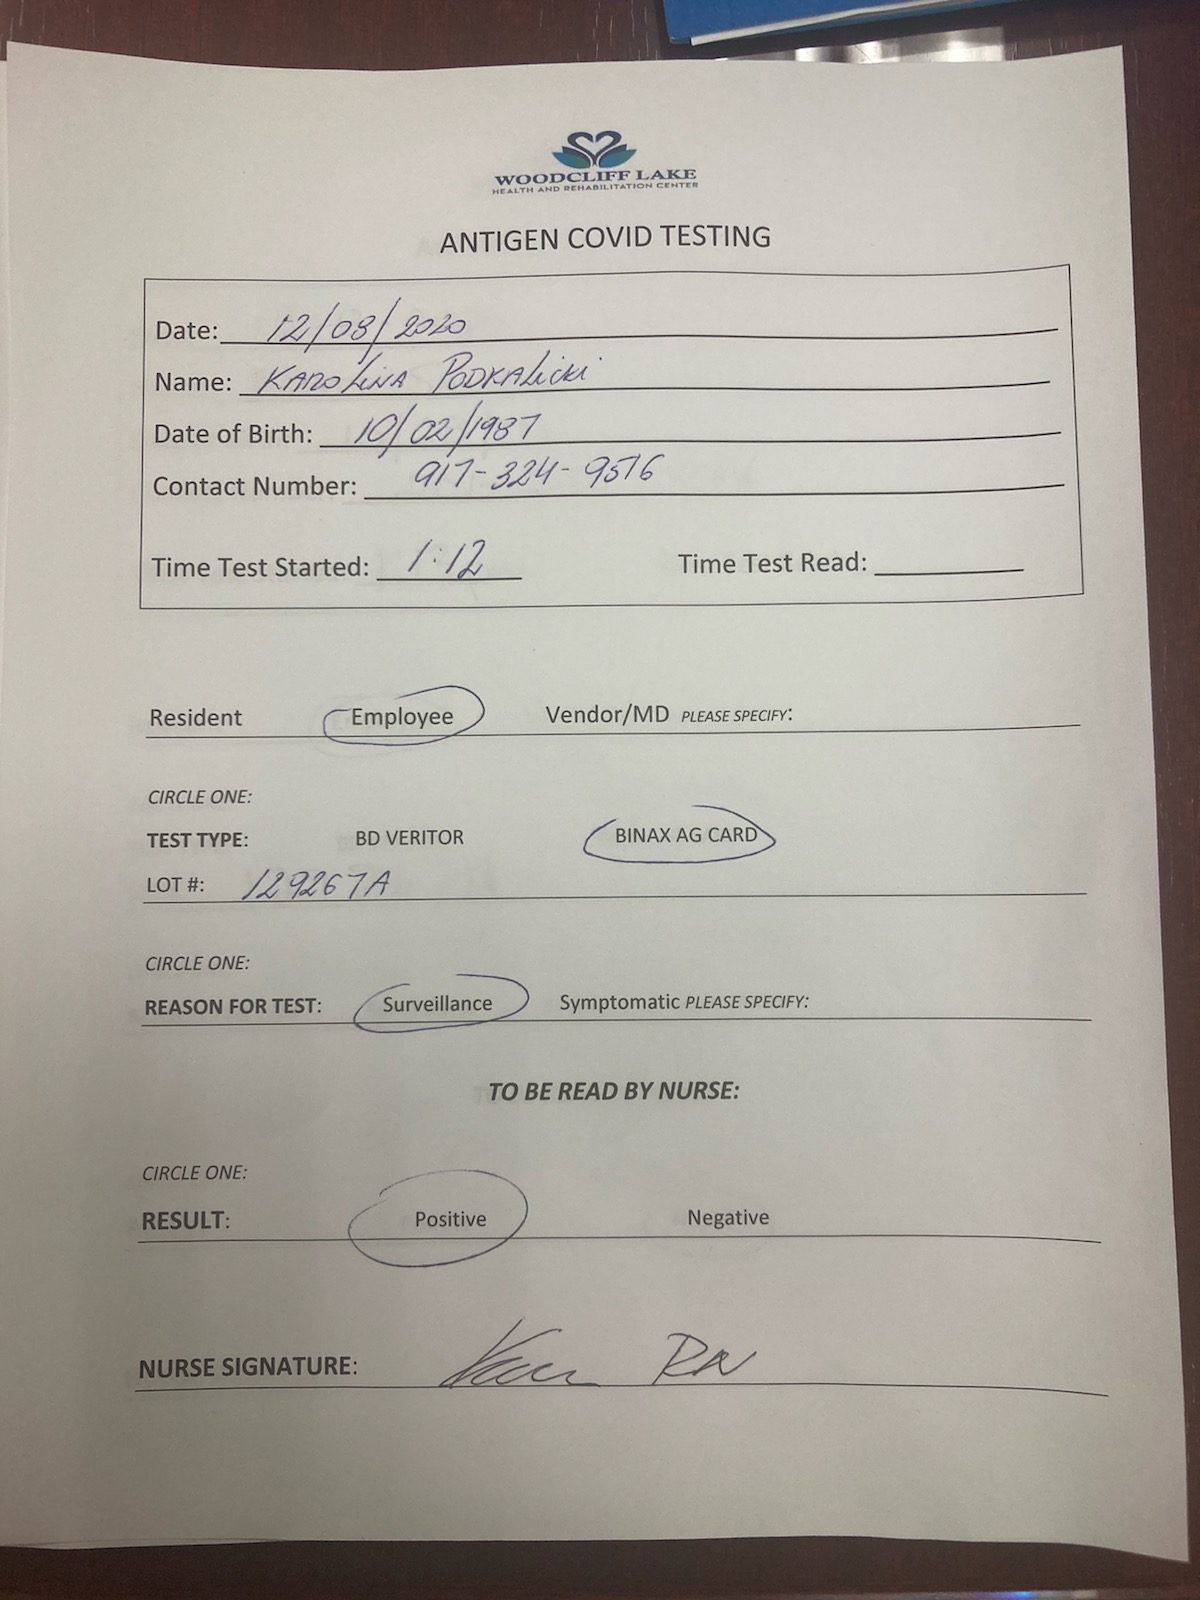 WOODCLIFF LAKE
HEALTH AND REHABILITATION CENTER
ANTIGEN COVID TESTING
Date: 12/08/2020
Name: KAROLINA PODKALICKI
Date of Birth: 10/02/1987
Contact Number: 917-324-9576
Time Test Started: 1:12 Time Test Read:
Resident Employee Vendor/MD PLEASE SPECIFY:
CIRCLE ONE:
TEST TYPE: BD VERITOR BINAX AG CARD
LOT #: 129267A
CIRCLE ONE:
REASON FOR TEST: Surveillance Symptomatic PLEASE SPECIFY:
TO BE READ BY NURSE:
CIRCLE ONE:
RESULT: Positive Negative
NURSE SIGNATURE: RN